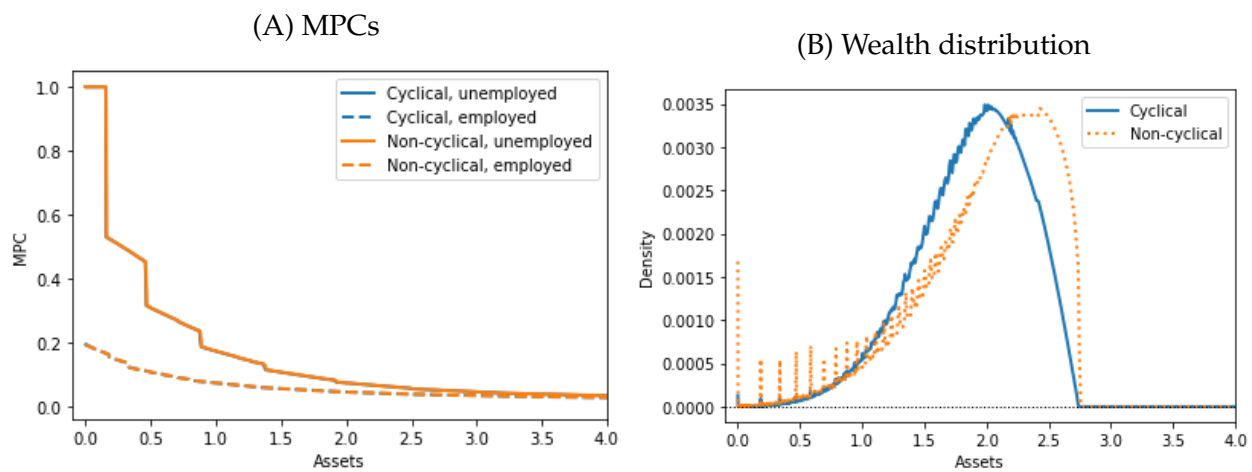 (A) MPCs
1.0
0.8
0.6
0.4
0.2
0.0
MPC
Cyclical, unemployed
Cyclical, employed
Non-cyclical, unemployed
Non-cyclical, employed
0.0 0.5 1.0 1.5 2.0 2.5 3.0 3.5 4.0
Assets
(B) Wealth distribution
0.0035
0.0030
0.0025
0.0020
0.0015
0.0010
0.0005
0.0000
Density
Cyclical
Non-cyclical
0.0 0.5 1.0 1.5 2.0 2.5 3.0 3.5 4.0
Assets